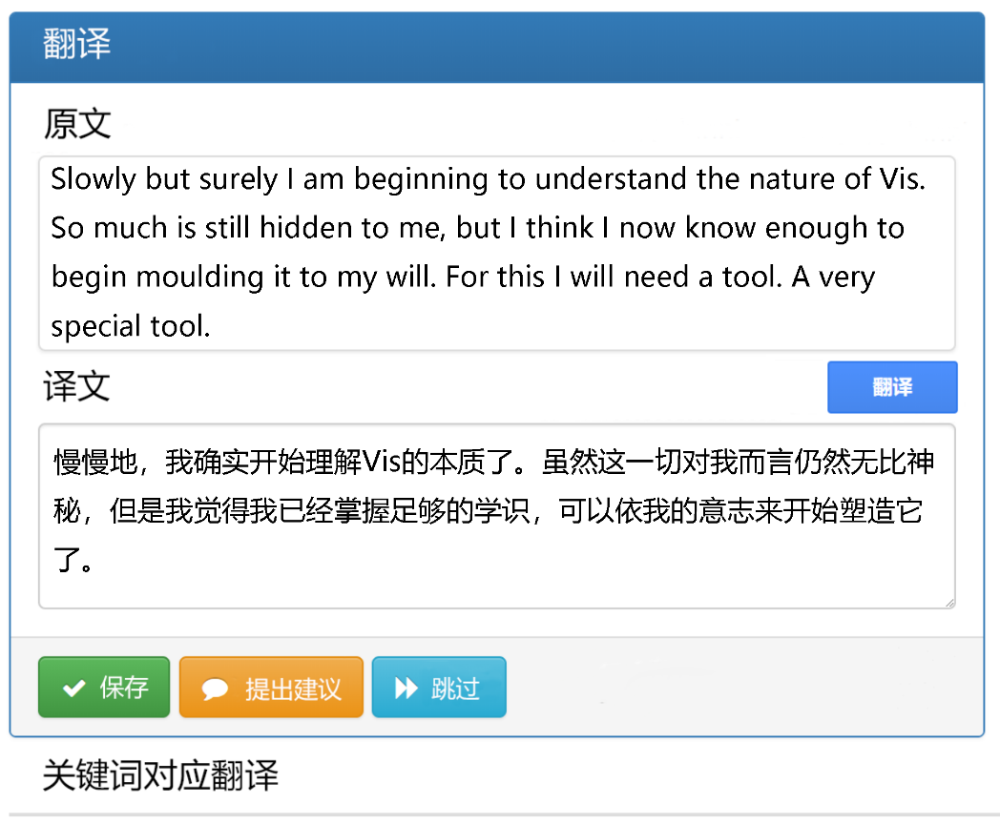 翻译
原文
Slowly but surely I am beginning to understand the nature of Vis.
So much is still hidden to me, but I think I now know enough to
begin moulding it to my will. For this I will need a tool. A very
special tool.
译文
翻译
慢慢地，我确实开始理解Vis的本质了。虽然这一切对我而言仍然无比神
秘，但是我觉得我已经掌握足够的学识，可以依我的意志来开始塑造它
了。
保存
提出建议
跳过
关键词对应翻译